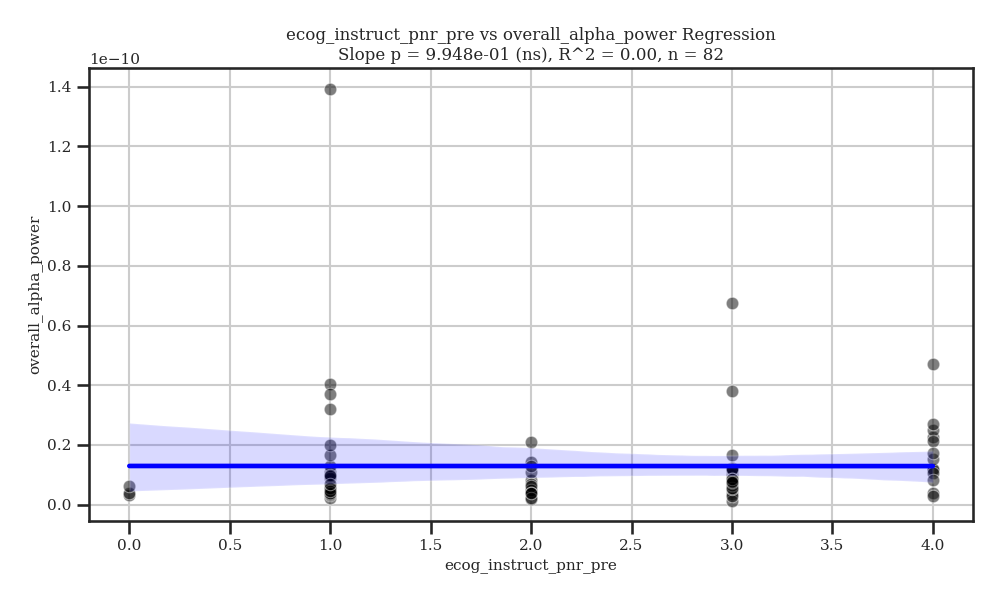 ecog_instruct_pnr_pre vs overall_alpha_power Regression
Slope p = 9.948e-01 (ns), R^2 = 0.00, n = 82
1e−10
1.4
1.2
1.0
0.8
0.6
0.4
0.2
0.0
overall_alpha_power
0.0 0.5 1.0 1.5 2.0 2.5 3.0 3.5 4.0
ecog_instruct_pnr_pre